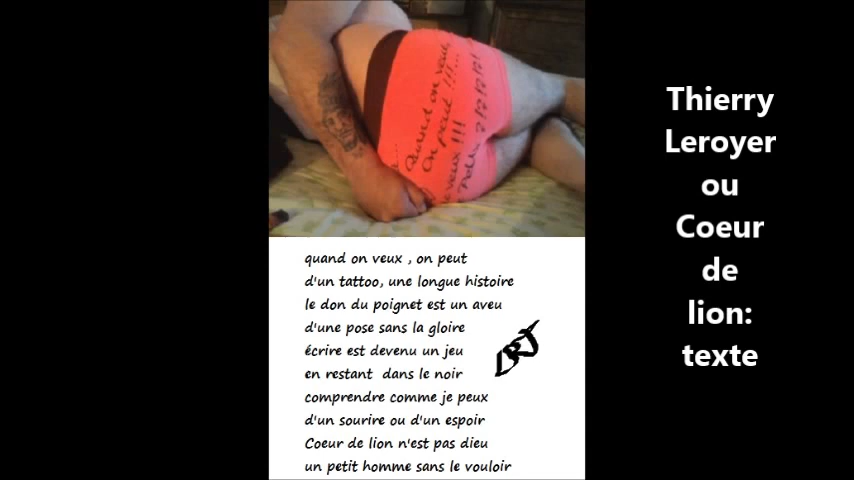 Quand on veut,
On peut !!!...
veux !!!
quand on veux , on peut
d'un tattoo, une longue histoire
le don du poignet est un aveu
d'une pose sans la gloire
écrire est devenu un jeu
en restant dans le noir
comprendre comme je peux
d'un sourire ou d'un espoir
Coeur de lion n'est pas dieu
un petit homme sans le vouloir
Thierry
Leroyer
ou
Coeur
de
lion:
texte